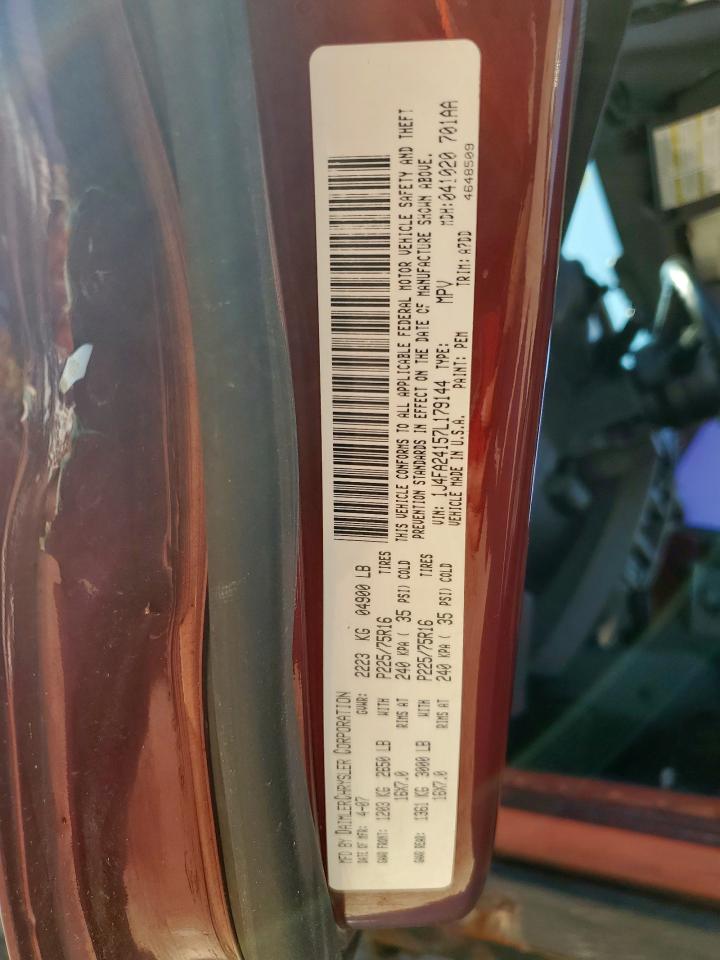 MFD BY DAIMLERCHRYSLER CORPORATION
DATE OF MFR: 4-07 GVWR: 2223 KG 04900 LB
GAWR FRONT: 1203 KG 2650 LB WITH P225/75R16 TIRES
16X7.0 RIMS AT 240 KPA ( 35 PSI) COLD
GAWR REAR: 1361 KG 3000 LB WITH P225/75R16 TIRES
16X7.0 RIMS AT 240 KPA ( 35 PSI) COLD
THIS VEHICLE CONFORMS TO ALL APPLICABLE FEDERAL MOTOR VEHICLE SAFETY AND THEFT
PREVENTION STANDARDS IN EFFECT ON THE DATE OF MANUFACTURE SHOWN ABOVE.
VIN: 1J4FA24157L179144 TYPE: MPV MDH:041020 701AA
VEHICLE MADE IN U.S.A. PAINT: PEM TRIM: A7DD 4648509